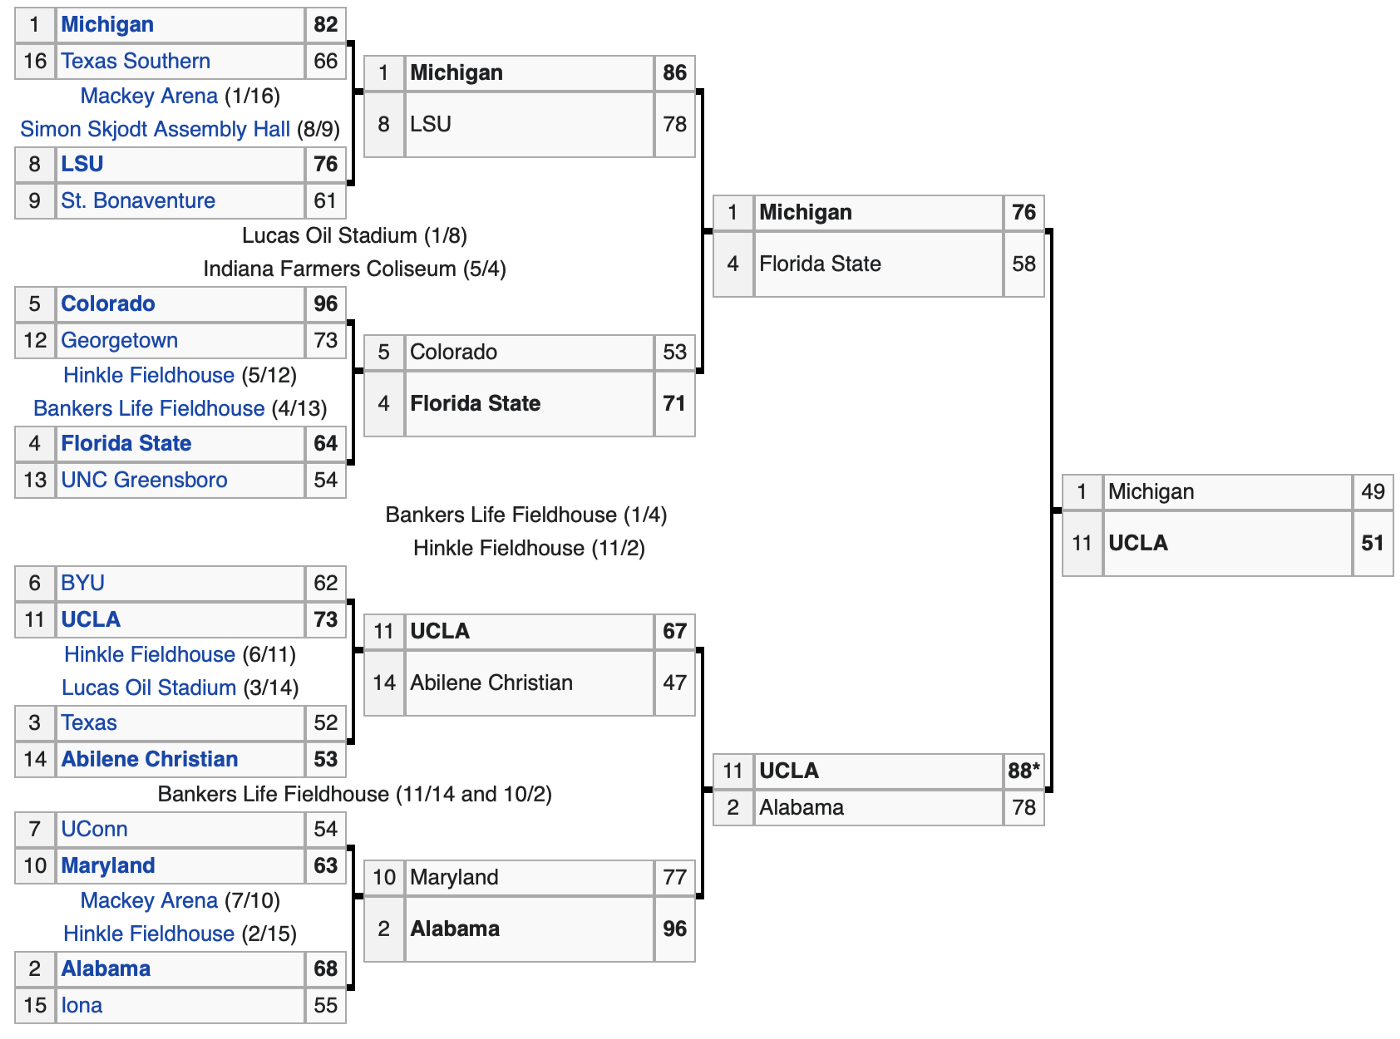 1 Michigan 82
16 Texas Southern 66
Mackey Arena (1/16)
Simon Skjodt Assembly Hall (8/9)
8 LSU 76
9 St. Bonaventure 61
1 Michigan 86
8 LSU 78
Lucas Oil Stadium (1/8)
Indiana Farmers Coliseum (5/4)
5 Colorado 96
12 Georgetown 73
Hinkle Fieldhouse (5/12)
Bankers Life Fieldhouse (4/13)
4 Florida State 64
13 UNC Greensboro 54
5 Colorado 53
4 Florida State 71
1 Michigan 76
4 Florida State 58
Bankers Life Fieldhouse (1/4)
Hinkle Fieldhouse (11/2)
6 BYU 62
11 UCLA 73
Hinkle Fieldhouse (6/11)
Lucas Oil Stadium (3/14)
3 Texas 52
14 Abilene Christian 53
11 UCLA 67
14 Abilene Christian 47
Bankers Life Fieldhouse (11/14 and 10/2)
7 UConn 54
10 Maryland 63
Mackey Arena (7/10)
Hinkle Fieldhouse (2/15)
2 Alabama 68
15 Iona 55
10 Maryland 77
2 Alabama 96
11 UCLA 88*
2 Alabama 78
1 Michigan 49
11 UCLA 51